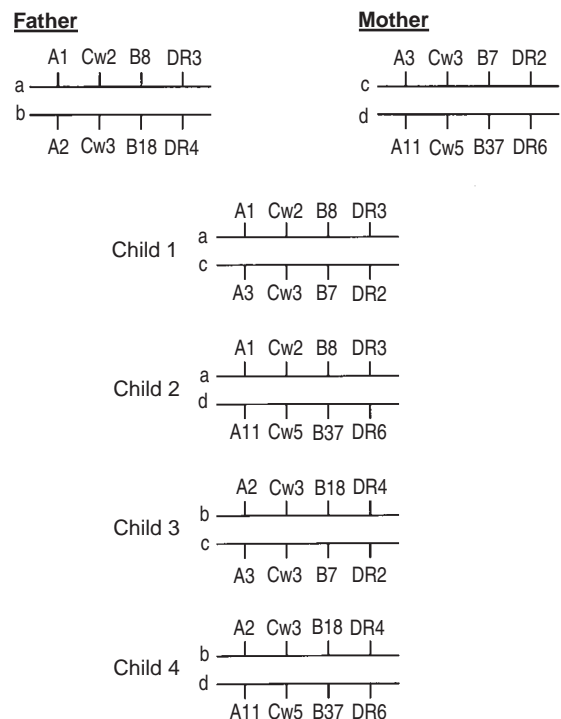 Father Mother
A1 Cw2 B8 DR3 A3 Cw3 B7 DR2
a c
b d
A2 Cw3 B18 DR4 A11 Cw5 B37 DR6
A1 Cw2 B8 DR3
a
Child 1
c
A3 Cw3 B7 DR2
A1 Cw2 B8 DR3
a
Child 2
d
A11 Cw5 B37 DR6
A2 Cw3 B18 DR4
b
Child 3
c
A3 Cw3 B7 DR2
A2 Cw3 B18 DR4
b
Child 4
d
A11 Cw5 B37 DR6